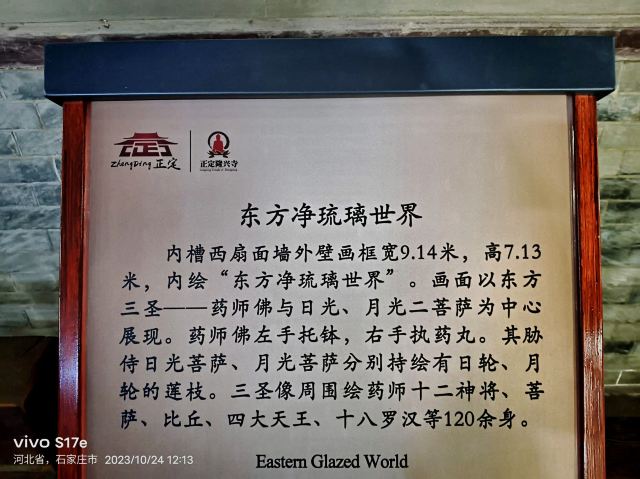 ZhengDing 正定
正定隆兴寺
东方净琉璃世界
内槽西扇面墙外壁画框宽9.14米，高7.13
米，内绘“东方净琉璃世界”。画面以东方
三圣——药师佛与日光、月光二菩萨为中心
展现。药师佛左手托钵，右手执药丸。其胁
侍日光菩萨、月光菩萨分别持绘有日轮、月
轮的莲枝。三圣像周围绘药师十二神将、菩
萨、比丘、四大天王、十八罗汉等120余身。
Eastern Glazed World
vivo S17e
河北省，石家庄市 2023/10/24 12:13